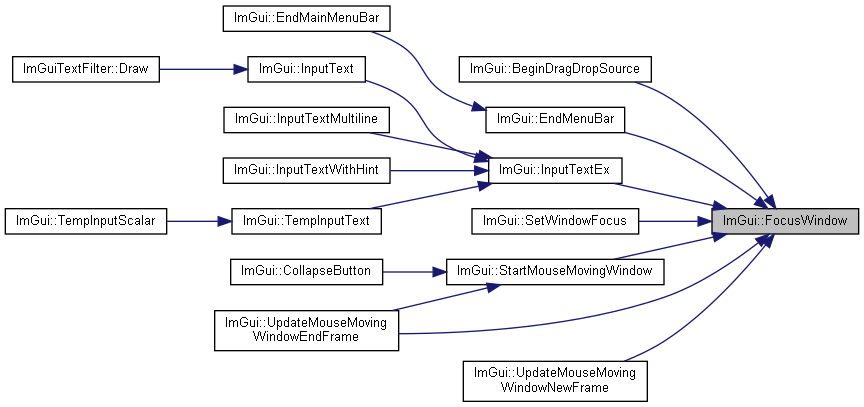 ImGui::EndMainMenuBar
ImGuiTextFilter::Draw
ImGui::InputText
ImGui::BeginDragDropSource
ImGui::InputTextMultiline
ImGui::EndMenuBar
ImGui::InputTextWithHint
ImGui::InputTextEx
ImGui::TempInputScalar
ImGui::TempInputText
ImGui::SetWindowFocus
ImGui::FocusWindow
ImGui::CollapseButton
ImGui::StartMouseMovingWindow
ImGui::UpdateMouseMoving
WindowEndFrame
ImGui::UpdateMouseMoving
WindowNewFrame